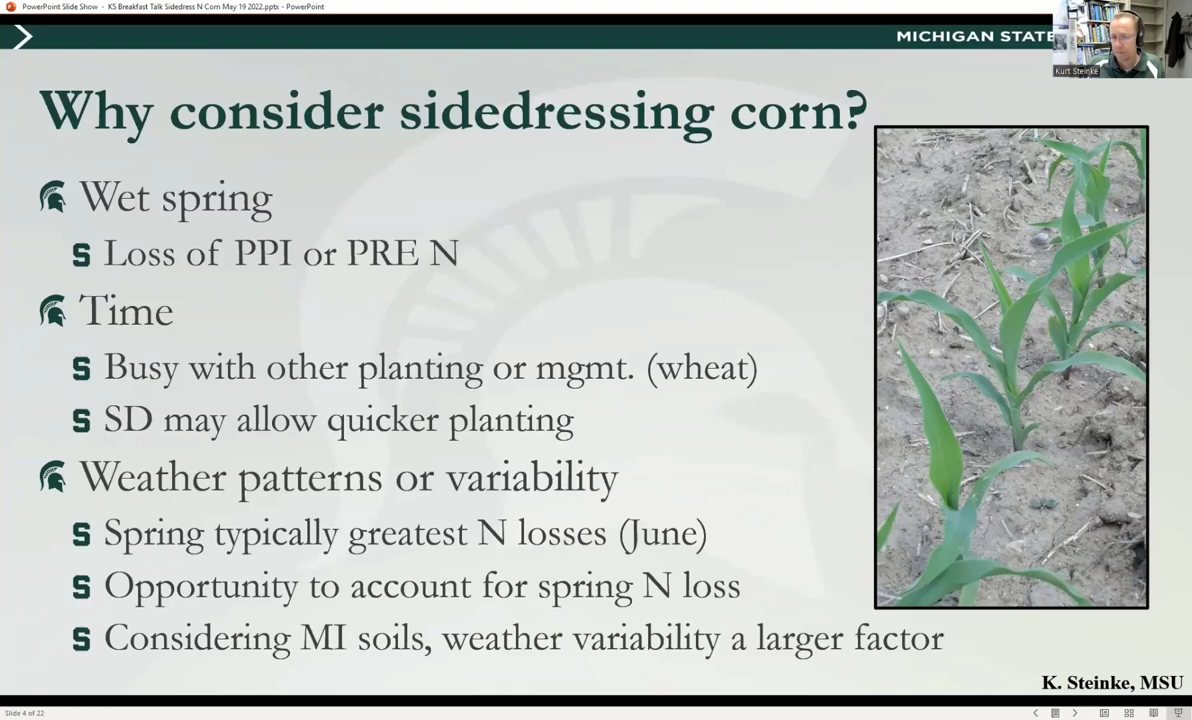 PowerPoint Slide Show - KS Breakfast Talk Sidedress N Corn May 19 2022.pptx - PowerPoint
MICHIGAN STATE
Kurt Steinke
Why consider sidedressing corn?
Wet spring
S Loss of PPI or PRE N
Time
S Busy with other planting or mgmt. (wheat)
S SD may allow quicker planting
Weather patterns or variability
S Spring typically greatest N losses (June)
S Opportunity to account for spring N loss
S Considering MI soils, weather variability a larger factor
K. Steinke, MSU
Slide 4 of 22